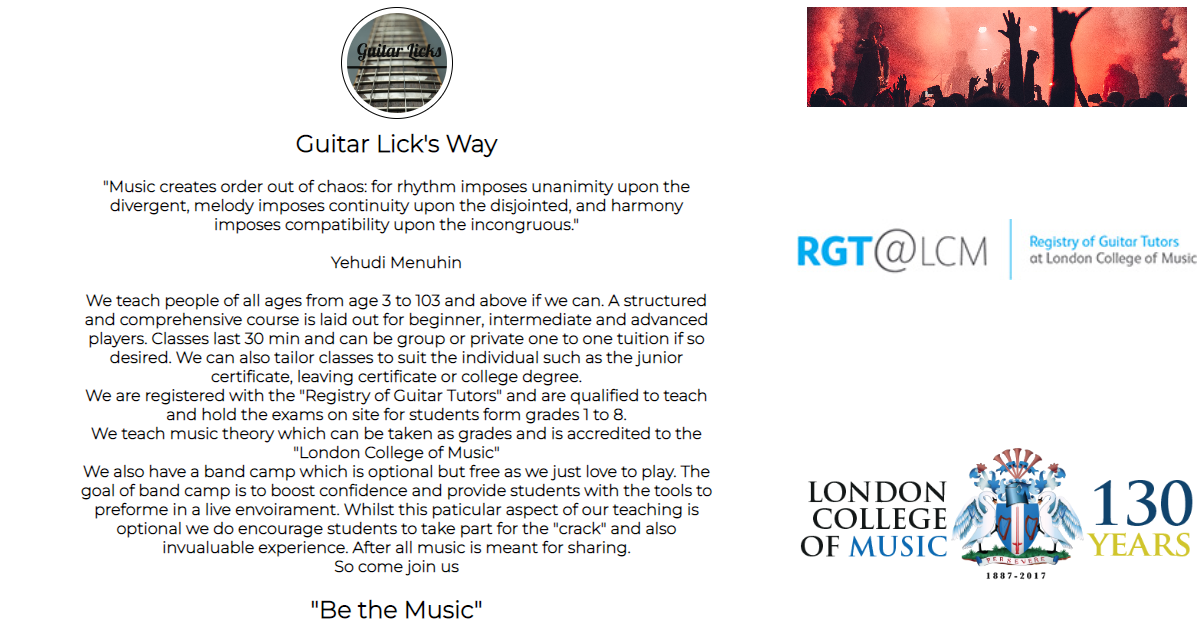 Guitar Licks
Guitar Lick's Way
"Music creates order out of chaos: for rhythm imposes unanimity upon the
divergent, melody imposes continuity upon the disjointed, and harmony
imposes compatibility upon the incongruous."
Yehudi Menuhin
We teach people of all ages from age 3 to 103 and above if we can. A structured
and comprehensive course is laid out for beginner, intermediate and advanced
players. Classes last 30 min and can be group or private one to one tuition if so
desired. We can also tailor classes to suit the individual such as the junior
certificate, leaving certificate or college degree.
We are registered with the "Registry of Guitar Tutors" and are qualified to teach
and hold the exams on site for students form grades 1 to 8.
We teach music theory which can be taken as grades and is accredited to the
"London College of Music"
We also have a band camp which is optional but free as we just love to play. The
goal of band camp is to boost confidence and provide students with the tools to
preforme in a live envoirament. Whilst this paticular aspect of our teaching is
optional we do encourage students to take part for the "crack" and also
invualuable experience. After all music is meant for sharing.
So come join us
"Be the Music"
RGT@LCM
Registry of Guitar Tutors
at London College of Music
LONDON
COLLEGE
OF MUSIC
PERSEVERE
1887-2017
130
YEARS